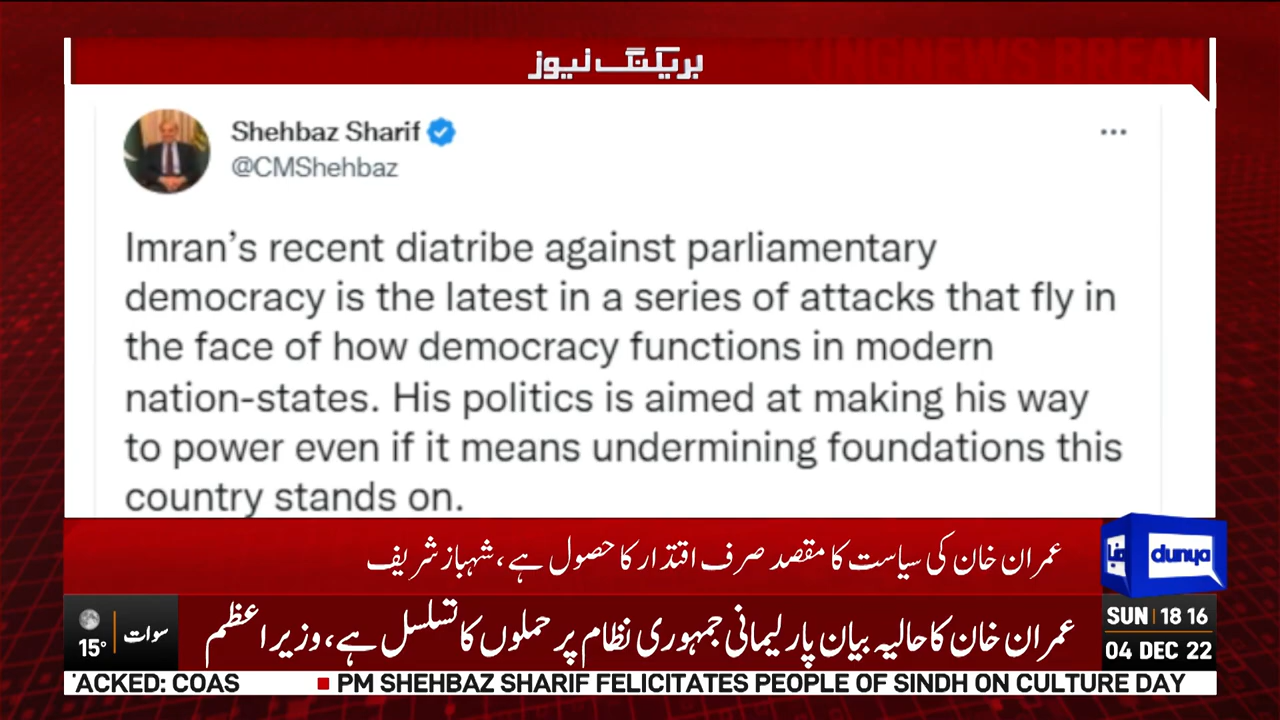 بریکنگ نیوز
KINGNEWS BREAK
Shehbaz Sharif
@CMShehbaz
Imran’s recent diatribe against parliamentary
democracy is the latest in a series of attacks that fly in
the face of how democracy functions in modern
nation-states. His politics is aimed at making his way
to power even if it means undermining foundations this
country stands on.
عمران خان کی سیاست کا مقصد صرف اقتدار کا حصول ہے، شہباز شریف
dunya
عمران خان کا حالیہ بیان پارلیمانی جمہوری نظام پر حملوں کا تسلسل ہے، وزیراعظم
سوات
15°
SUN 18 16
04 DEC 22
'ACKED: COAS ■ PM SHEHBAZ SHARIF FELICITATES PEOPLE OF SINDH ON CULTURE DAY